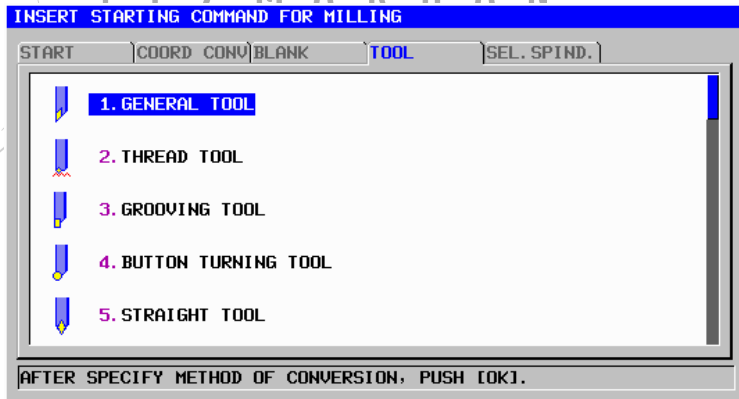 INSERT STARTING COMMAND FOR MILLING
START COORD CONV BLANK TOOL SEL.SPIND.
1.GENERAL TOOL
2.THREAD TOOL
3.GROOVING TOOL
4.BUTTON TURNING TOOL
5.STRAIGHT TOOL
AFTER SPECIFY METHOD OF CONVERSION, PUSH [OK].